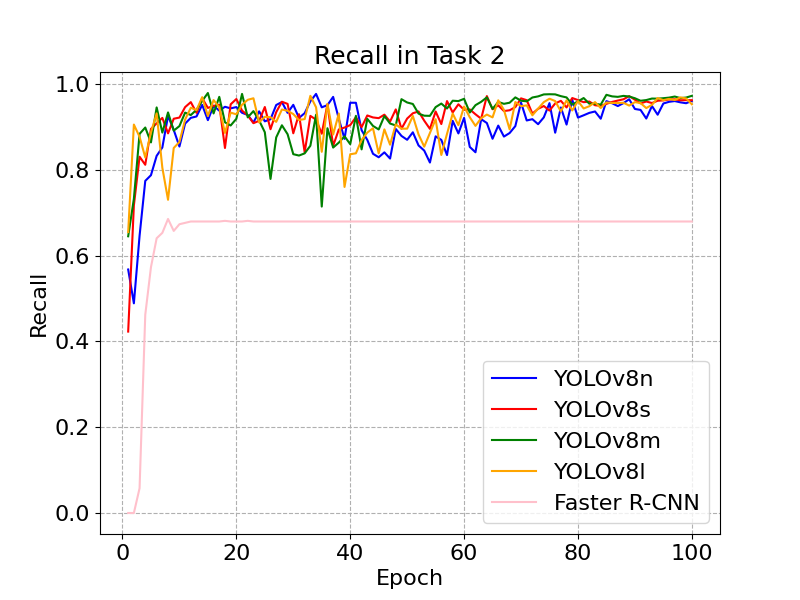 Recall in Task 2
1.0
0.8
0.6
0.4
0.2
0.0
Recall
0 20 40 60 80 100
Epoch
YOLOv8n
YOLOv8s
YOLOv8m
YOLOv8l
Faster R-CNN